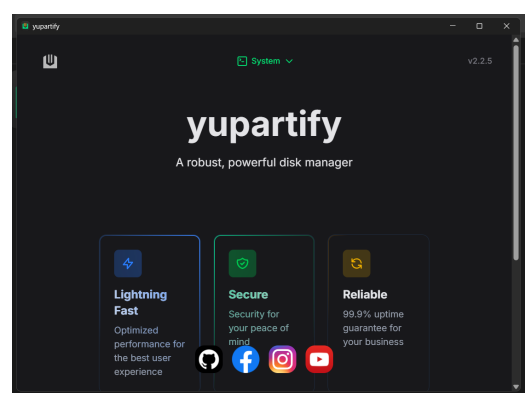 yupartify
System
v2.2.5
yupartify
A robust, powerful disk manager
Lightning
Fast
Optimized
performance for
the best user
experience
Secure
Security for
your peace of
mind
Reliable
99.9% uptime
guarantee for
your business